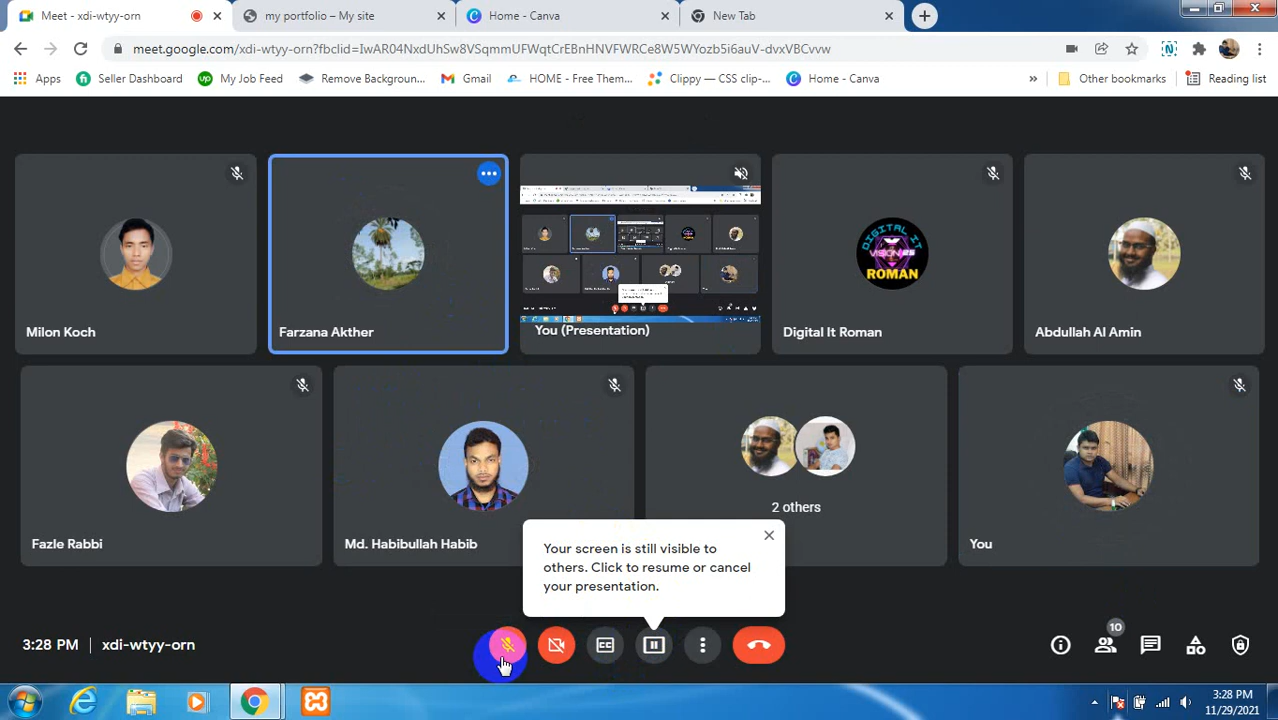 Meet - xdi-wtyy-orn
my portfolio – My site
Home - Canva
New Tab
meet.google.com/xdi-wtyy-orn?fbclid=IwAR04NxdUhSw8VSqmmUFWqtCrEBnHNVFWRCe8W5WYozb5i6auV-dvxVBCvvw
Apps
Seller Dashboard
My Job Feed
Remove Backgroun...
Gmail
HOME - Free Them...
Clippy — CSS clip-...
Home - Canva
»
Other bookmarks
Reading list
Milon Koch
Farzana Akther
You (Presentation)
DIGITAL IT
VISION
ROMAN
Digital It Roman
Abdullah Al Amin
Fazle Rabbi
Md. Habibullah Habib
2 others
You
Your screen is still visible to
others. Click to resume or cancel
your presentation.
3:28 PM | xdi-wtyy-orn
CC
10
3:28 PM
11/29/2021